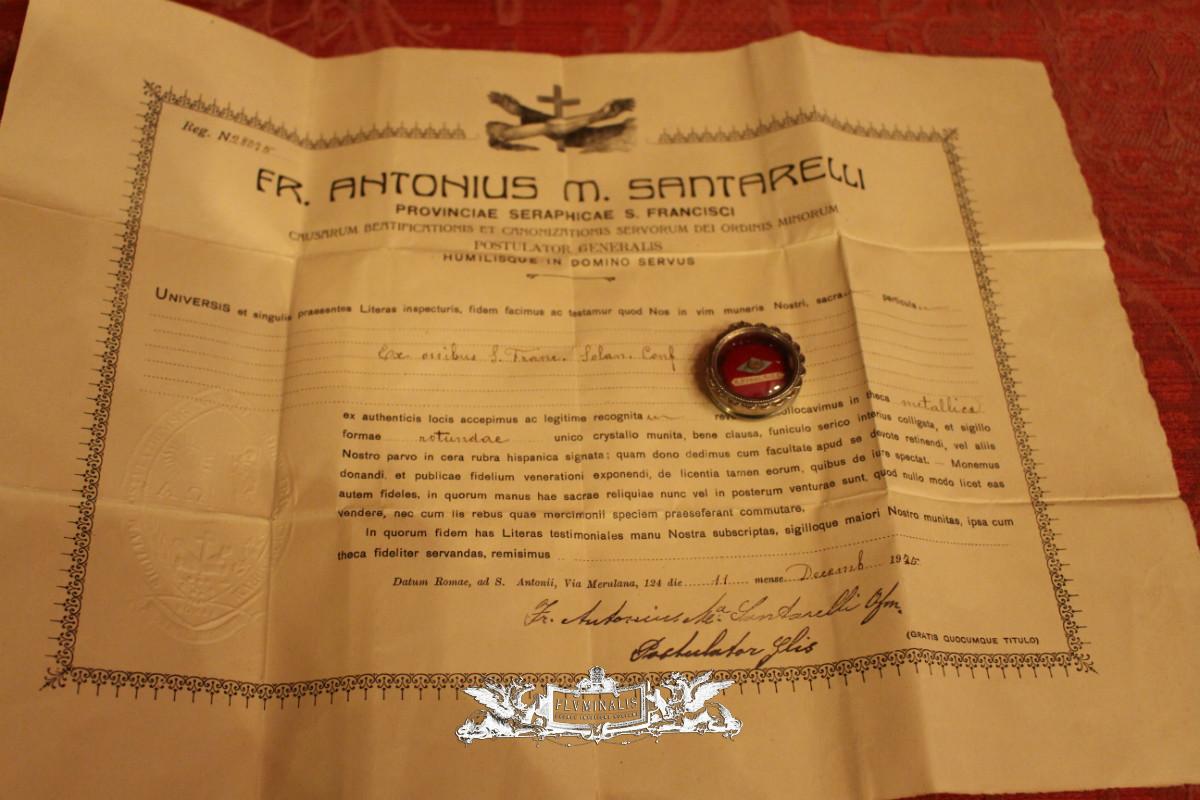 Reg. N
FR. ANTONIUS M. SANTARELLI
PROVINCIAE SERAPHICAE S. FRANCISCI
CAUSARUM BEATIFICATIONIS ET CANONIZATIONIS SERVORUM DEI ORDINIS MINORUM
POSTULATOR GENERALIS
HUMILISQUE IN DOMINO SERVUS
UNIVERSIS et singulis praesentes Literas inspecturis, fidem facimus ac testamur quod Nos in vim muneris Nostri, sacra particula
Ex ossibus S. Franc. Solan. Conf
ex authenticis locis accepimus ac legitime recognita collocavimus in theca metallica
formae rotundae unico crystallo munita, bene clausa, funiculo serico interius colligata, et sigillo
Nostro parvo in cera rubra hispanica signata: quam dono dedimus cum facultate apud se devote retinendi, vel aliis
donandi, et publicae fidelium venerationi exponendi, de licentia tamen eorum, quibus de iure spectat. — Monemus
autem fideles, in quorum manus hae sacrae reliquiae nunc vel in posterum venturae sunt, quod nullo modo licet eas
vendere, nec cum iis rebus quae mercimonii speciem praeseferant commutare.
In quorum fidem has Literas testimoniales manu Nostra subscriptas, sigilloque maiori Nostro munitas, ipsa cum
theca fideliter servandas, remisimus
Datum Romae, ad S. Antonii, Via Merulana, 124 die 11 mense Decemb. 19
Fr. Antonius Mª. Santarelli Ofm.
Postulator Glis
(GRATIS QUOCUMQUE TITULO)
FLVMINALIS